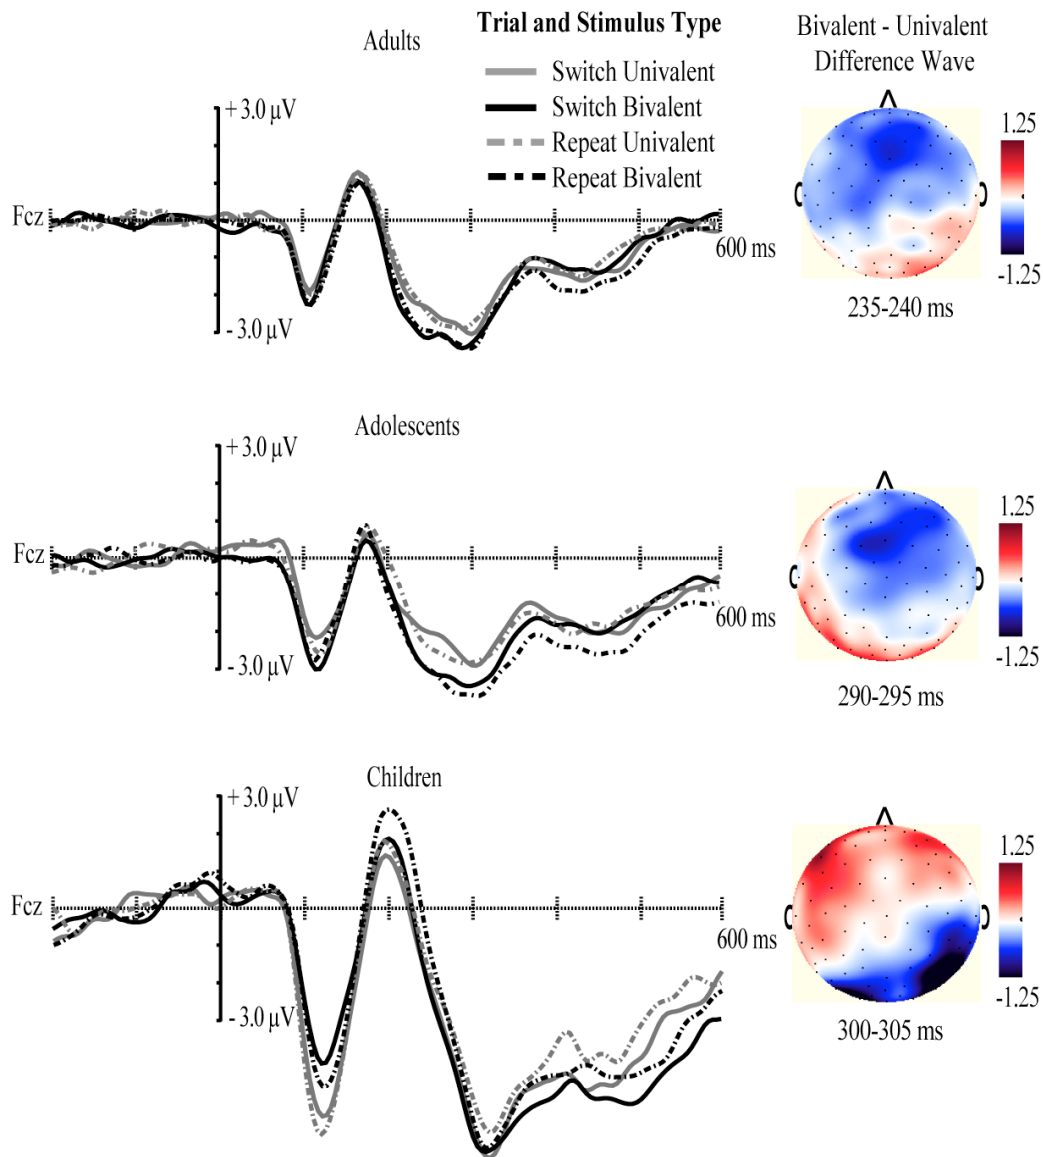 Trial and Stimulus Type
Switch Univalent
Switch Bivalent
Repeat Univalent
Repeat Bivalent
Bivalent - Univalent
Difference Wave
Adults
+ 3.0 µV
Fcz
- 3.0 µV
600 ms
1.25
-1.25
235-240 ms
Adolescents
+ 3.0 µV
Fcz
- 3.0 µV
600 ms
1.25
-1.25
290-295 ms
Children
+ 3.0 µV
Fcz
- 3.0 µV
600 ms
1.25
-1.25
300-305 ms